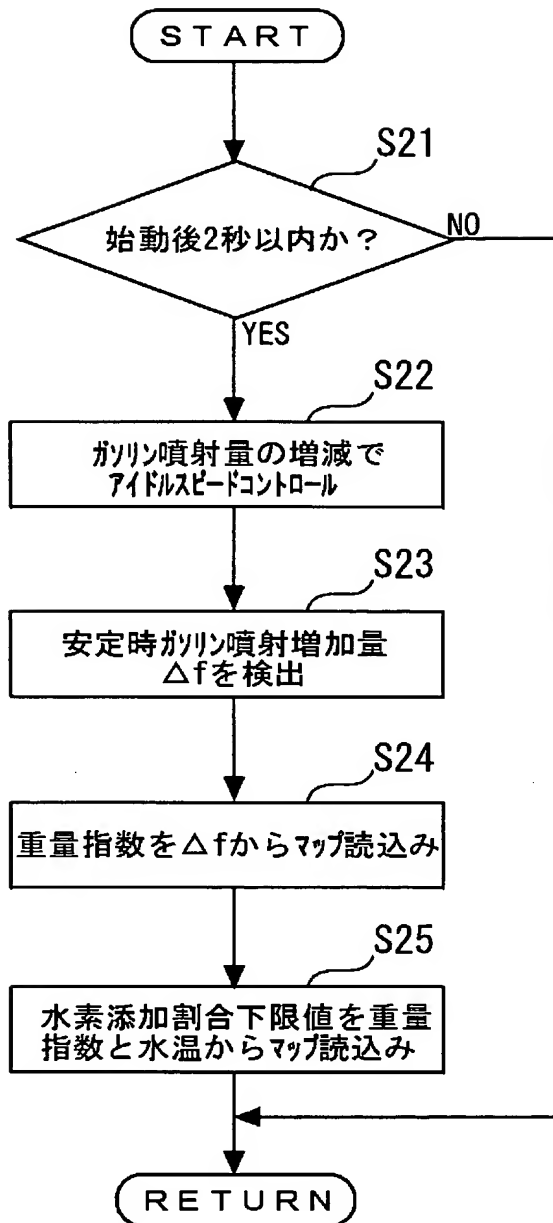 START
S21
始動後2秒以内か?
NO
YES
S22
ガソリン噴射量の増減で
アイドルスピードコントロール
S23
安定時ガソリン噴射増加量
△fを検出
S24
重量指数を△fからマップ読込み
S25
水素添加割合下限値を重量
指数と水温からマップ読込み
RETURN